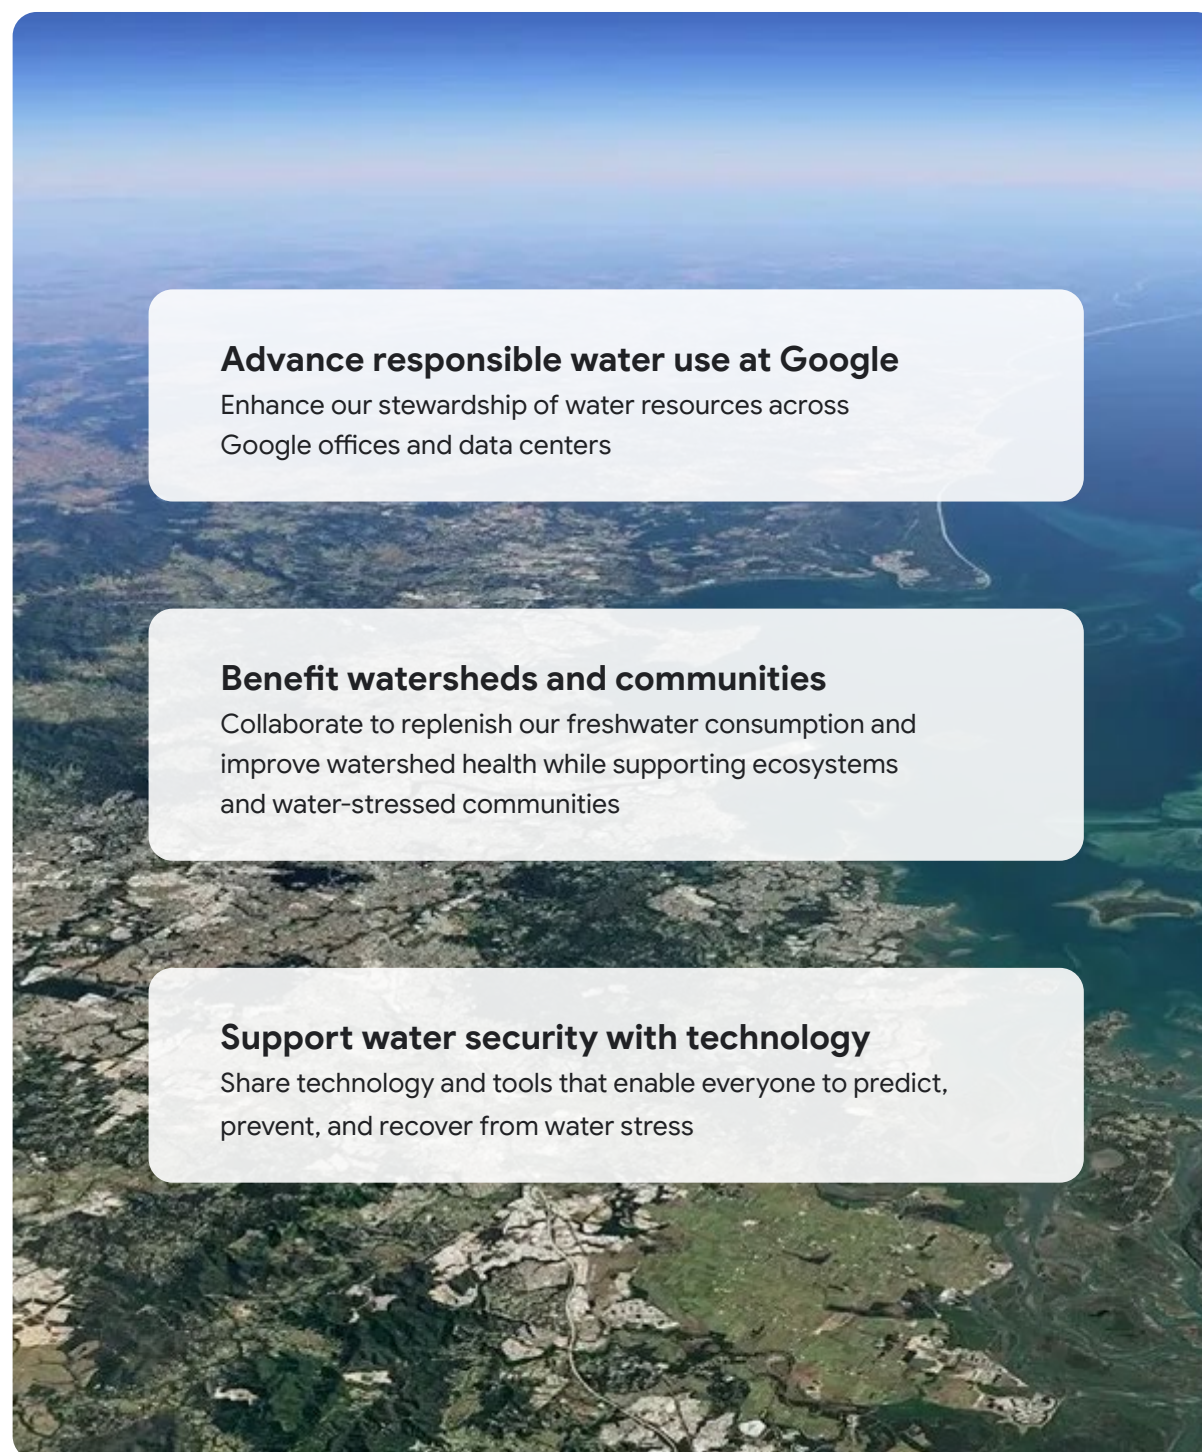 Advance responsible water use at Google
Enhance our stewardship of water resources across
Google offices and data centers
Benefit watersheds and communities
Collaborate to replenish our freshwater consumption and
improve watershed health while supporting ecosystems
and water-stressed communities
Support water security with technology
Share technology and tools that enable everyone to predict,
prevent, and recover from water stress